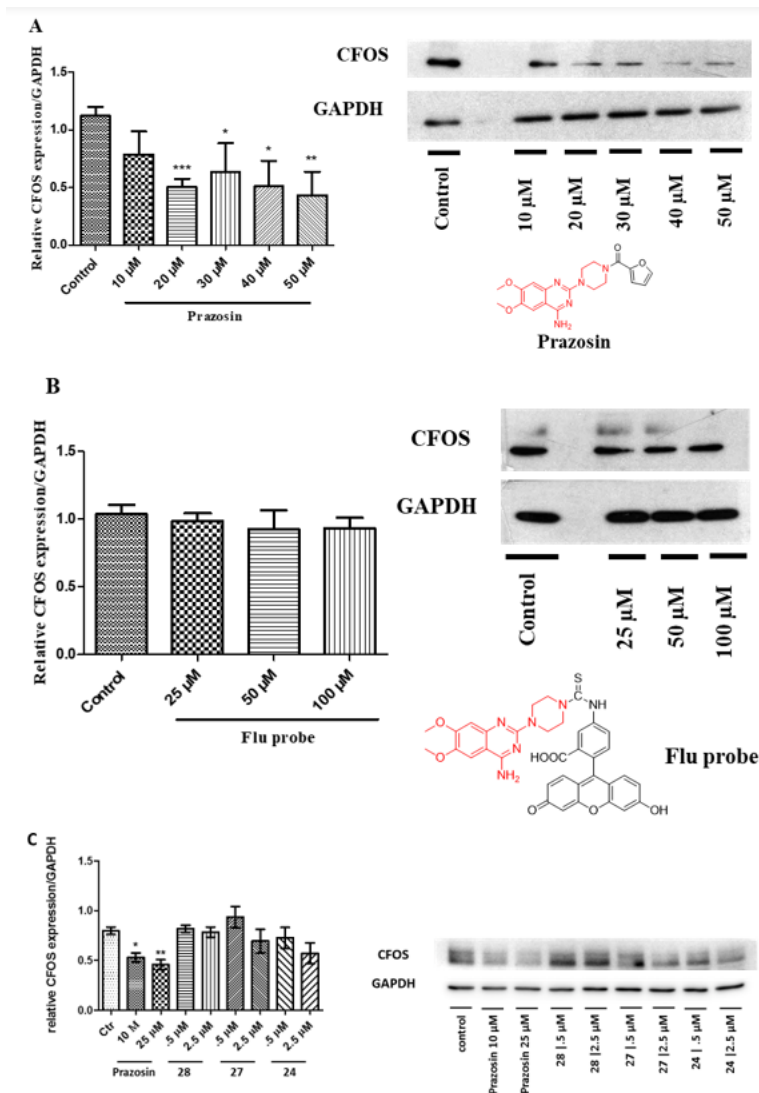 A
Relative CFOS expression/GAPDH
1.5
1.0
0.5
0.0
***
*
*
**
Control
10 µM
20 µM
30 µM
40 µM
50 µM
Prazosin
CFOS
GAPDH
Control
10 µM
20 µM
30 µM
40 µM
50 µM
O
N
N
O
O
N
N
O
NH₂
Prazosin
B
Relative CFOS expression/GAPDH
1.5
1.0
0.5
0.0
Control
25 µM
50 µM
100 µM
Flu probe
CFOS
GAPDH
Control
25 µM
50 µM
100 µM
S
C
N
NH
O
N
N
O
N
HOOC
NH₂
O
O
OH
Flu probe
C
relative CFOS expression/GAPDH
1.5
1.0
0.5
0.0
*
**
Ctr
10 M
25 µM
.5 µM
2.5 µM
.5 µM
2.5 µM
.5 µM
2.5 µM
Prazosin
28
27
24
CFOS
GAPDH
control
Prazosin 10 µM
Prazosin 25 µM
28 | .5 µM
28 | 2.5 µM
27 | .5 µM
27 | 2.5 µM
24 | .5 µM
24 | 2.5 µM